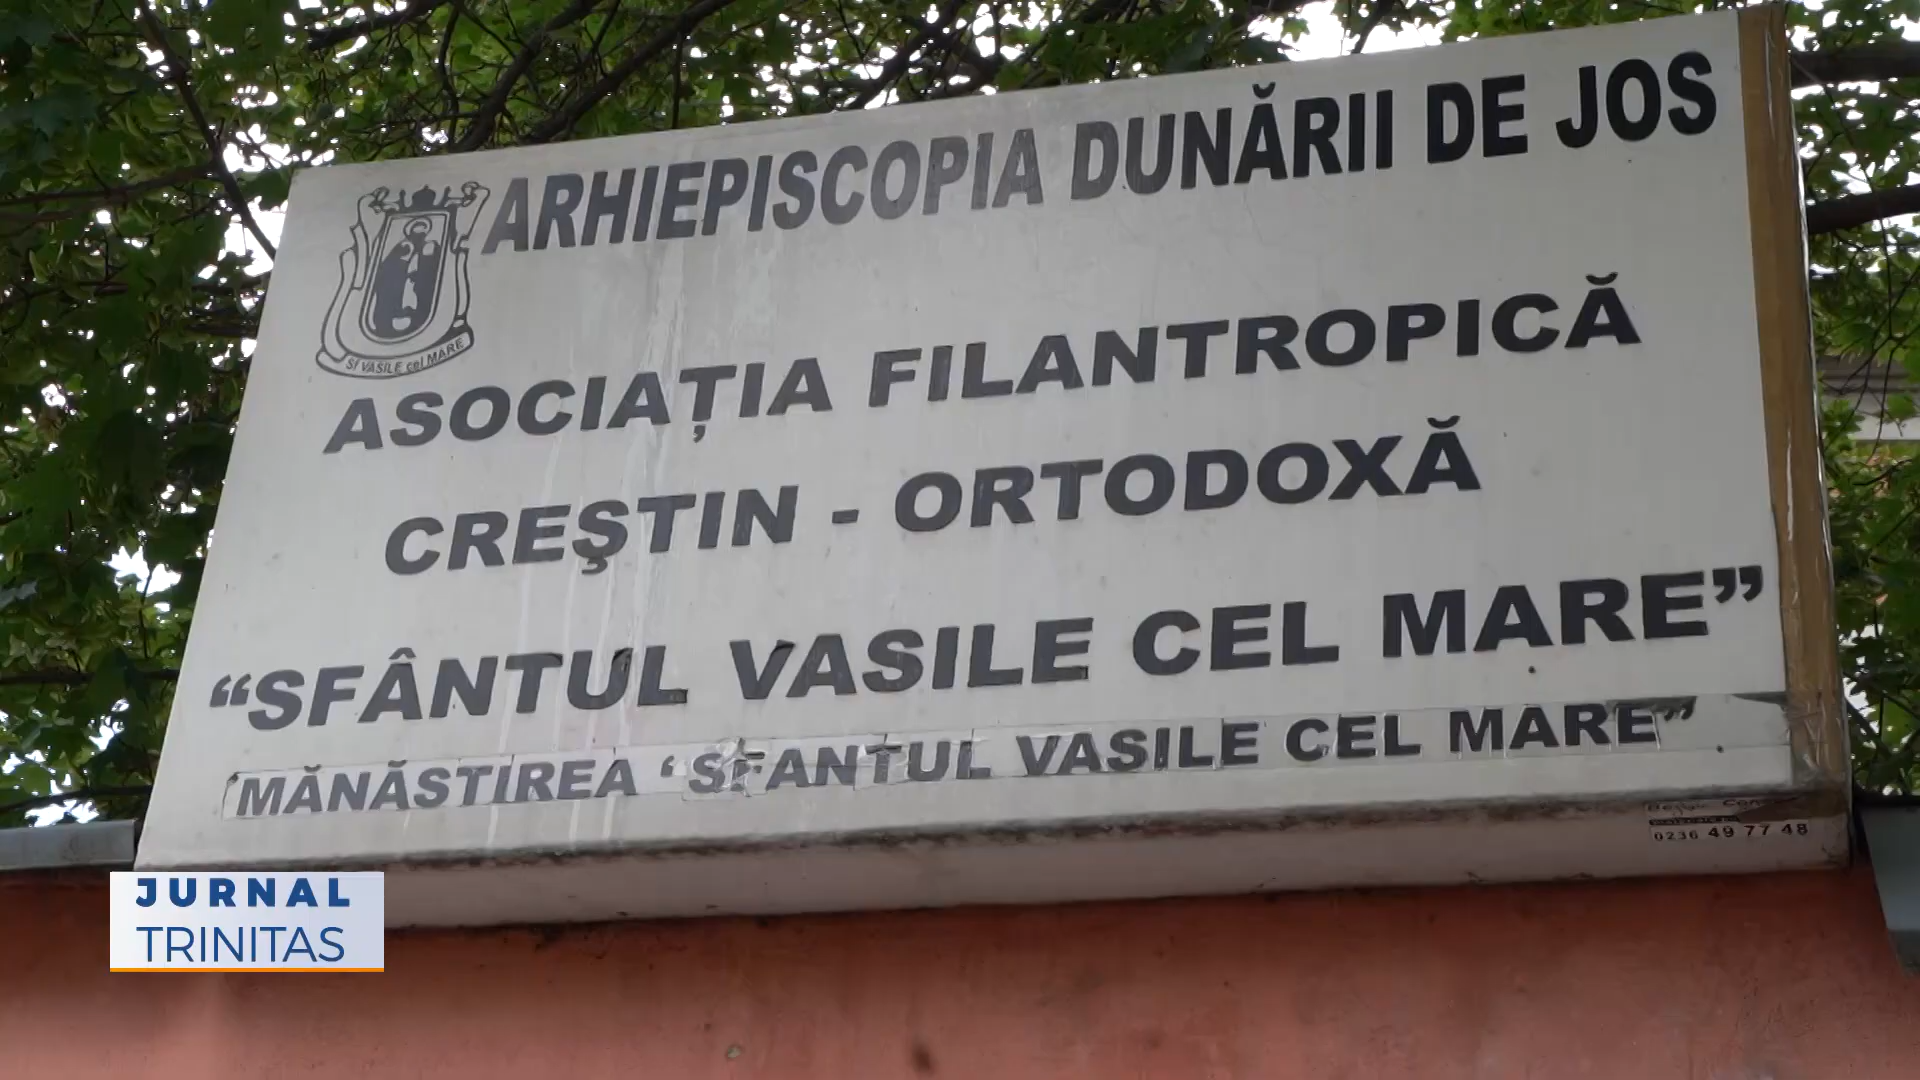 ARHIEPISCOPIA DUNĂRII DE JOS
Sf VASILE cel MARE
ASOCIAȚIA FILANTROPICĂ
CREŞTIN - ORTODOXĂ
“SFÂNTUL VASILE CEL MARE”
MĂNĂSTIREA ‘ SFANTUL VASILE CEL MARE”
0236 49 77 48
JURNAL
TRINITAS